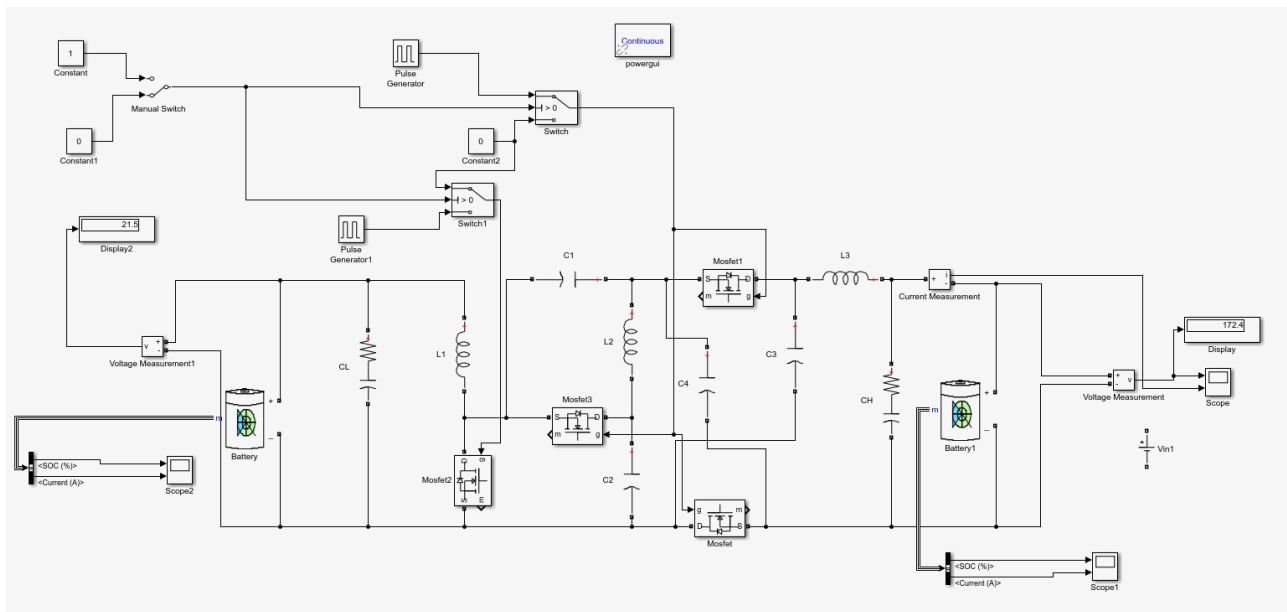 1
Constant
Manual Switch
0
Constant1
Pulse
Generator
Continuous
powergui
> 0
Switch
0
Constant2
> 0
Switch1
Pulse
Generator1
21.5
Display2
v
+
-
Voltage Measurement1
+
_
m
Battery
<SOC (%)>
<Current (A)>
Scope2
+
CL
+
L1
C1
+
+
L2
S
D
m
g
Mosfet3
D
g
S
m
Mosfet2
+
C2
S
D
m
g
Mosfet1
+
C4
+
C3
L3
+
g
m
D
S
Mosfet
+
CH
+
i
-
Current Measurement
+
_
m
Battery1
+
-
v
Voltage Measurement
172.4
Display
Scope
+
Vin1
<SOC (%)>
<Current (A)>
Scope1